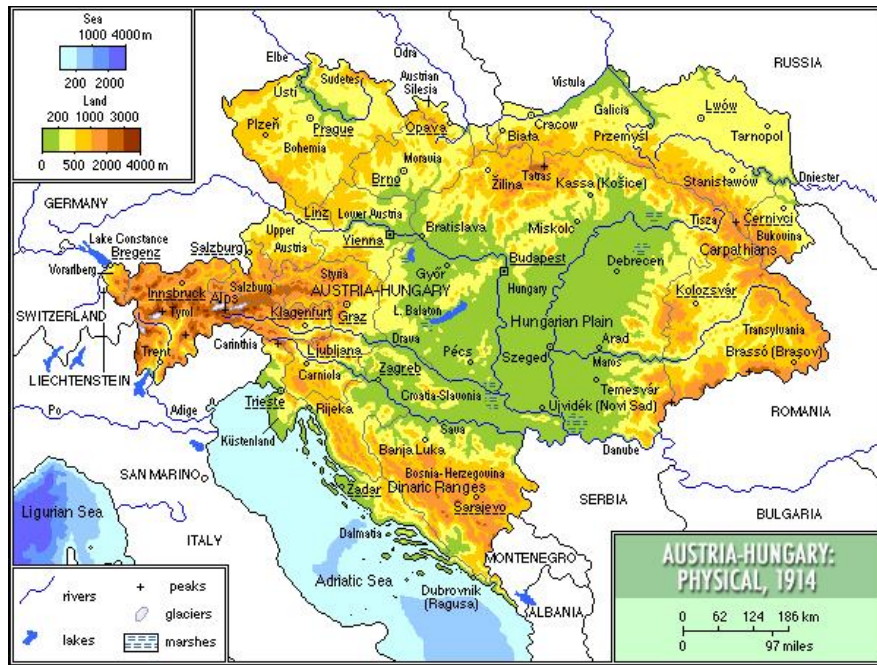 Sea
1000 4000 m
200 2000
Land
200 1000 3000
0 500 2000 4000 m
Elbe
Odra
Austrian
Silesia
Vistula
RUSSIA
Sudetes
Ústí
Galicia
Lwów
Plzeň
Prague
Opava
Cracow
Biała
Przemyśl
Tarnopol
Bohemia
Moravia
Brno
Tatras
Žilina
Kassa (Košice)
Stanisławów
Dniester
GERMANY
Linz
Lower Austria
Bratislava
Miskolc
Tisza
Černivci
Bukovina
Lake Constance
Bregenz
Vorarlberg
Salzburg
Upper
Austria
Vienna
Győr
Budapest
Debrecen
Carpathians
Innsbruck
Alps
Salzburg
Styria
AUSTRIA-HUNGARY
Hungary
Kolozsvár
Tyrol
Klagenfurt
Graz
L. Balaton
Hungarian Plain
Transylvania
SWITZERLAND
Trent
Carinthia
Ljubljana
Drava
Pécs
Szeged
Arad
Maros
Brassó (Brașov)
LIECHTENSTEIN
Carniola
Zagreb
Temesvár
Po
Adige
Trieste
Rijeka
Croatia-Slavonia
Ujvidék (Novi Sad)
ROMANIA
Küstenland
Sava
Banja Luka
Danube
SAN MARINO
Bosnia-Herzegovina
Zadar
Dinaric Ranges
Sarajevo
SERBIA
BULGARIA
Ligurian Sea
ITALY
Dalmatia
MONTENEGRO
Adriatic Sea
Dubrovnik
(Ragusa)
ALBANIA
rivers
peaks
glaciers
lakes
marshes
AUSTRIA-HUNGARY:
PHYSICAL, 1914
0 62 124 186 km
0 97 miles